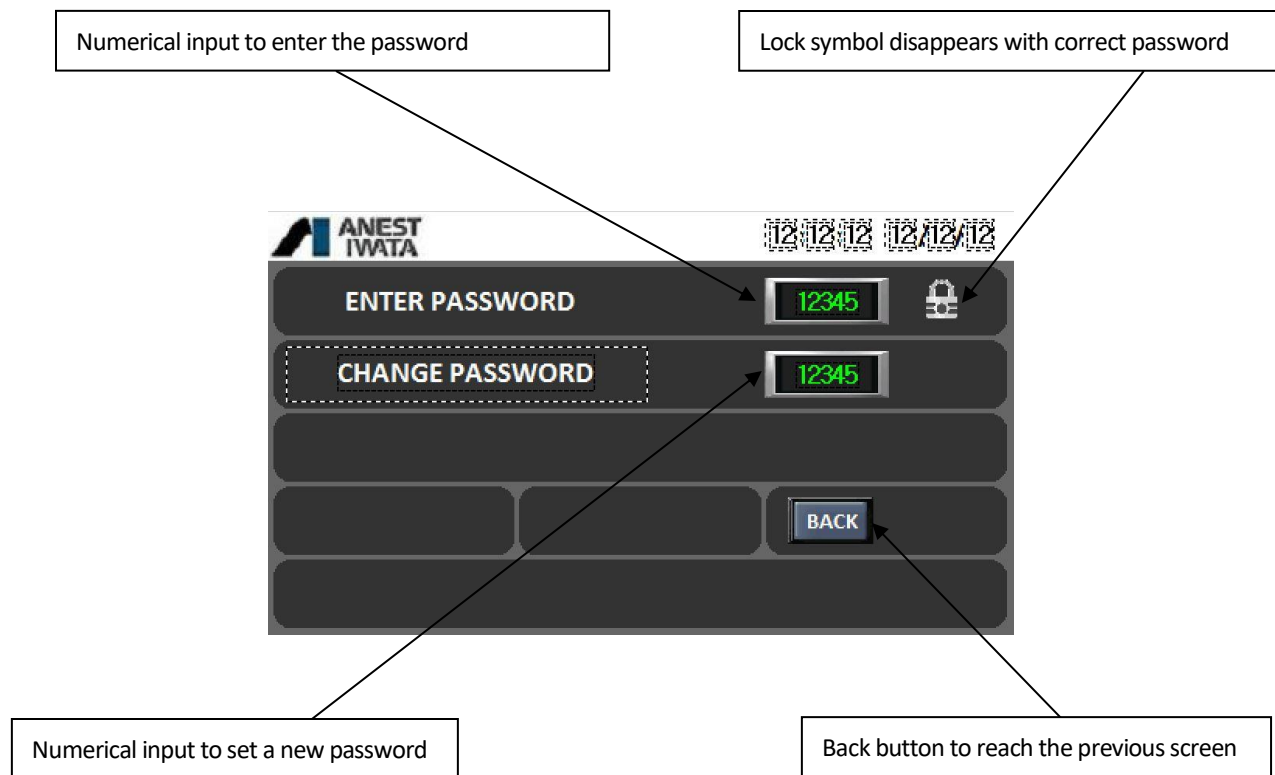 Numerical input to enter the password
Lock symbol disappears with correct password
ANEST
IWATA
12:12:12 12/12/12
ENTER PASSWORD 12345
CHANGE PASSWORD 12345
BACK
Numerical input to set a new password
Back button to reach the previous screen